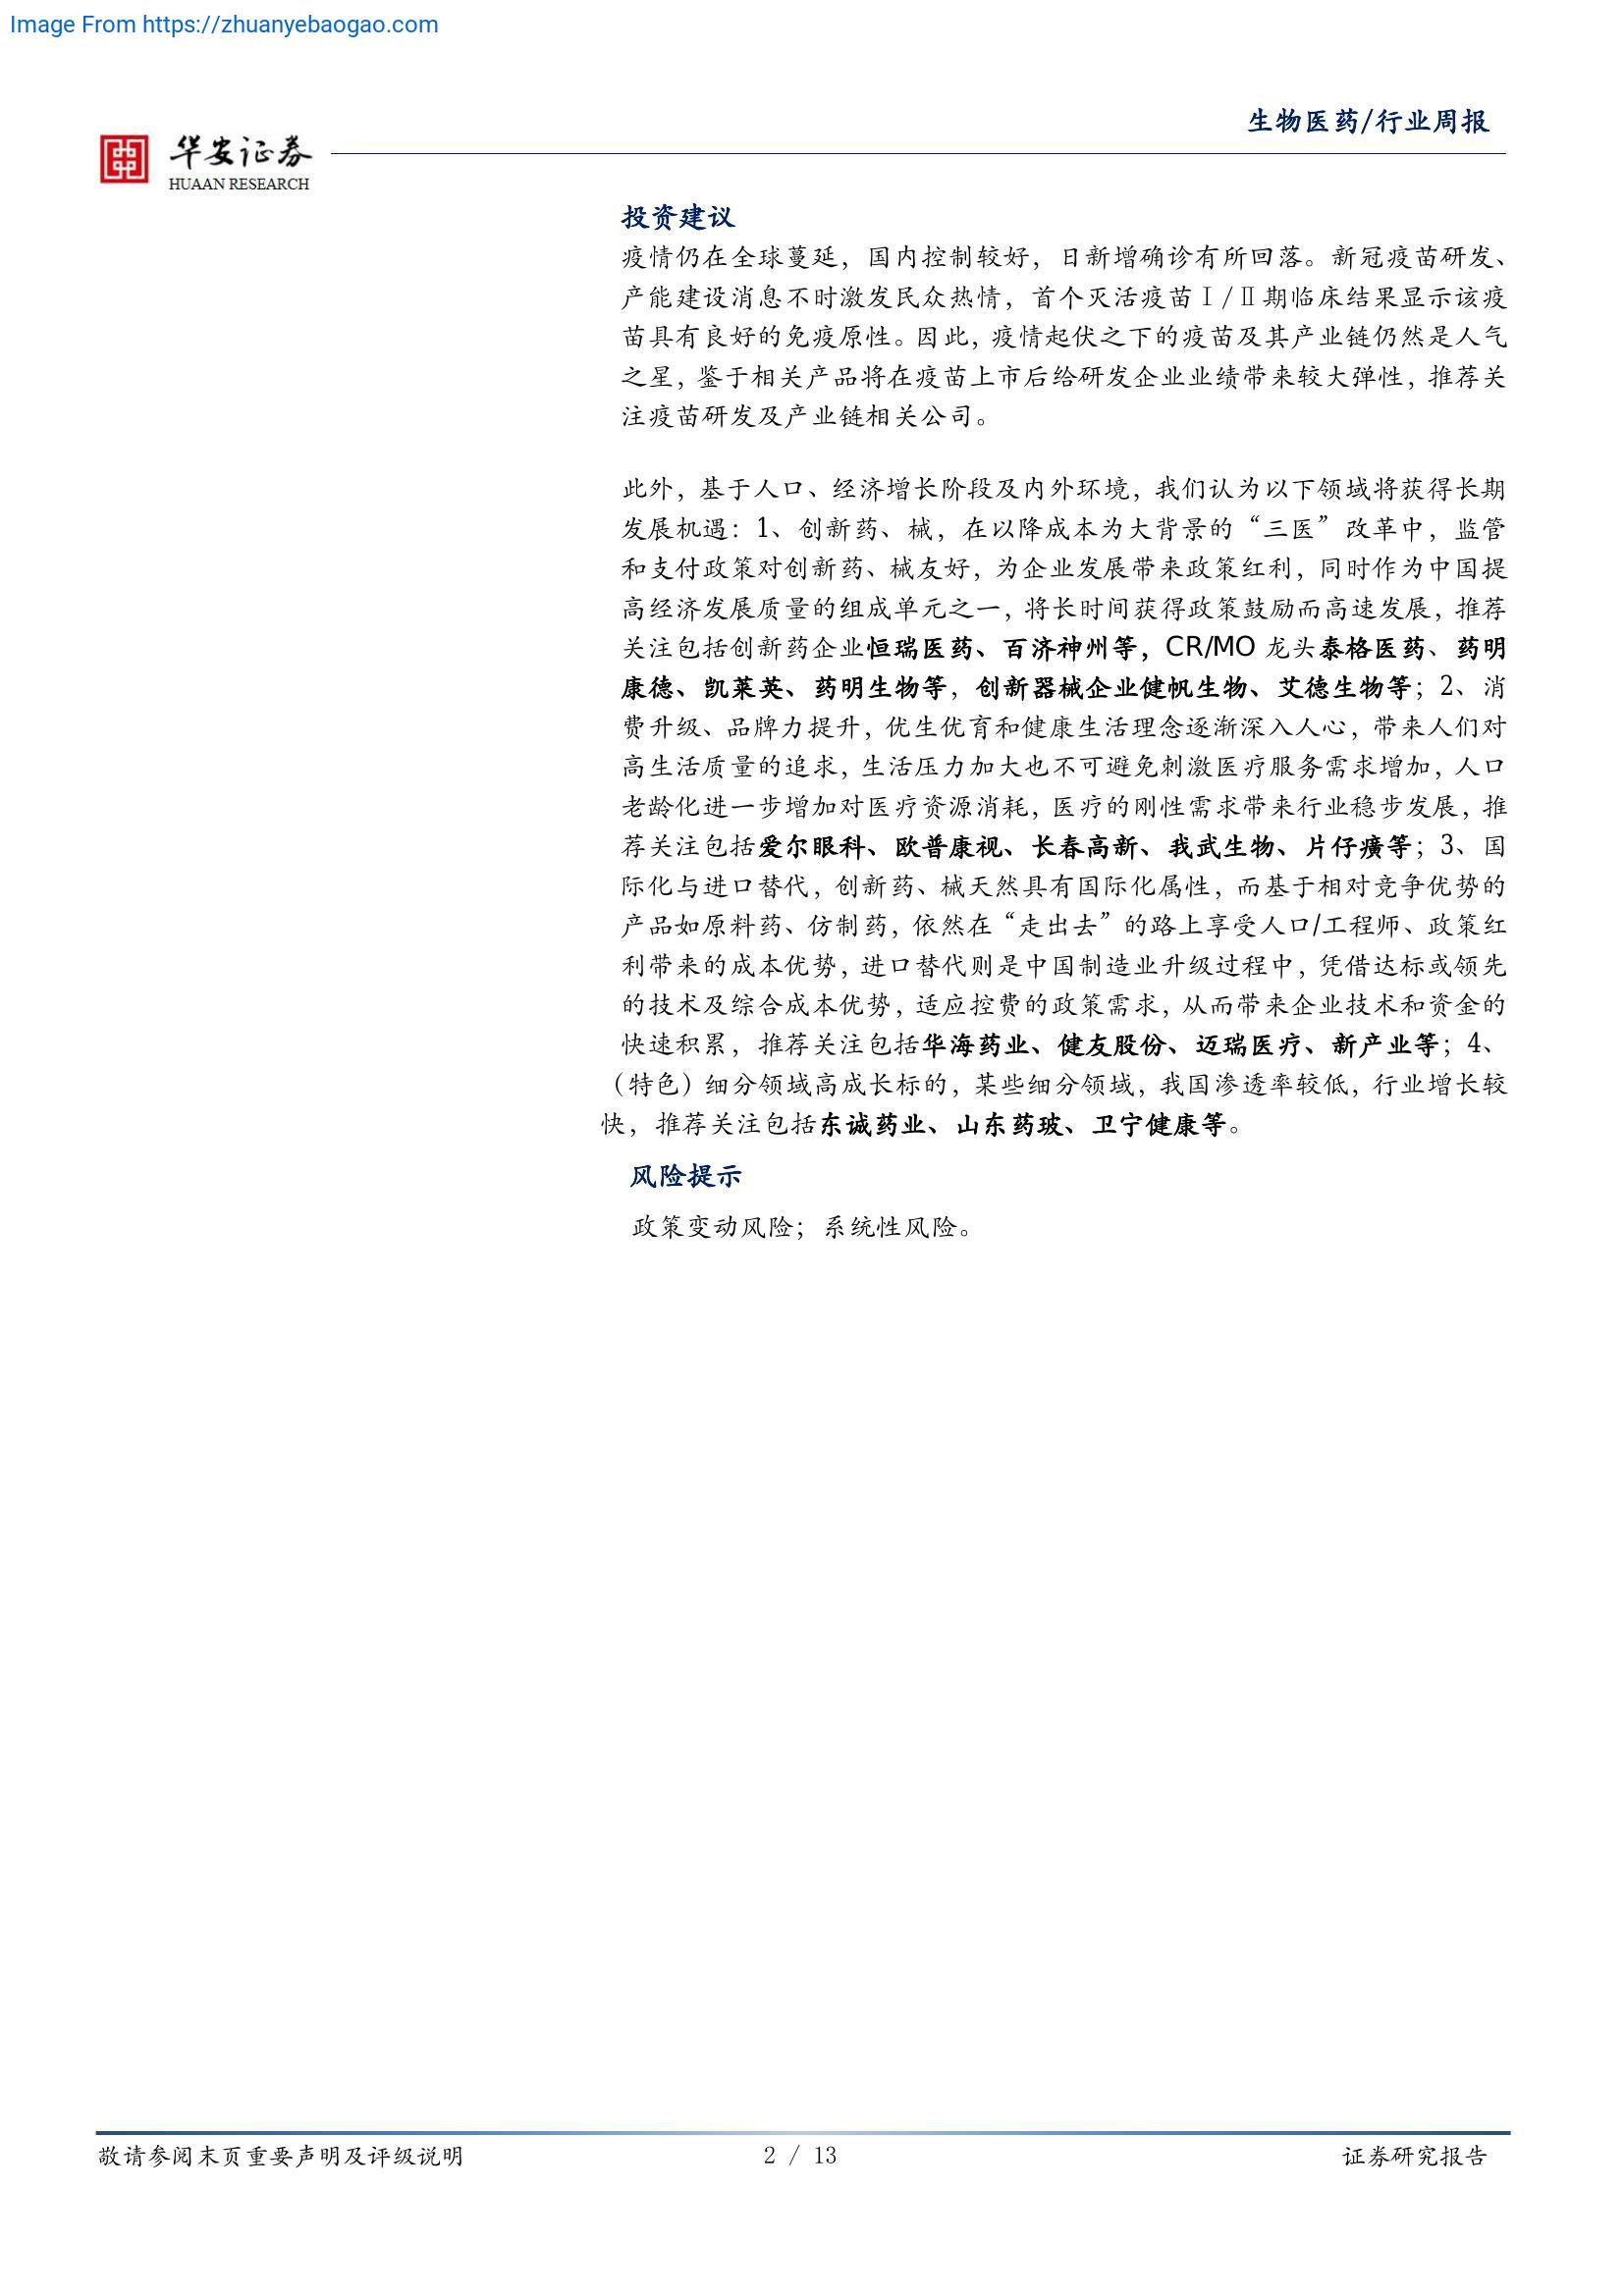 Image From https://zhuanyebaogao.com
生物医药/行业周报
华安证券
HUAAN RESEARCH
投资建议
疫情仍在全球蔓延，国内控制较好，日新增确诊有所回落。新冠疫苗研发、
产能建设消息不时激发民众热情，首个灭活疫苗Ⅰ/Ⅱ期临床结果显示该疫
苗具有良好的免疫原性。因此，疫情起伏之下的疫苗及其产业链仍然是人气
之星，鉴于相关产品将在疫苗上市后给研发企业业绩带来较大弹性，推荐关
注疫苗研发及产业链相关公司。
此外，基于人口、经济增长阶段及内外环境，我们认为以下领域将获得长期
发展机遇：1、创新药、械，在以降成本为大背景的“三医”改革中，监管
和支付政策对创新药、械友好，为企业发展带来政策红利，同时作为中国提
高经济发展质量的组成单元之一，将长时间获得政策鼓励而高速发展，推荐
关注包括创新药企业恒瑞医药、百济神州等，CR/MO 龙头泰格医药、药明
康德、凯莱英、药明生物等，创新器械企业健帆生物、艾德生物等；2、消
费升级、品牌力提升，优生优育和健康生活理念逐渐深入人心，带来人们对
高生活质量的追求，生活压力加大也不可避免刺激医疗服务需求增加，人口
老龄化进一步增加对医疗资源消耗，医疗的刚性需求带来行业稳步发展，推
荐关注包括爱尔眼科、欧普康视、长春高新、我武生物、片仔癀等；3、国
际化与进口替代，创新药、械天然具有国际化属性，而基于相对竞争优势的
产品如原料药、仿制药，依然在“走出去”的路上享受人口/工程师、政策红
利带来的成本优势，进口替代则是中国制造业升级过程中，凭借达标或领先
的技术及综合成本优势，适应控费的政策需求，从而带来企业技术和资金的
快速积累，推荐关注包括华海药业、健友股份、迈瑞医疗、新产业等；4、
（特色）细分领域高成长标的，某些细分领域，我国渗透率较低，行业增长较
快，推荐关注包括东诚药业、山东药玻、卫宁健康等。
风险提示
政策变动风险；系统性风险。
敬请参阅末页重要声明及评级说明
2 / 13
证券研究报告